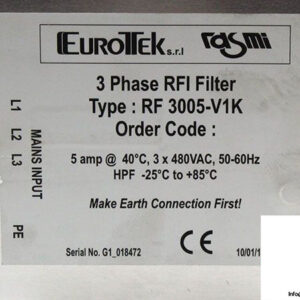 EUROTEK s.r.l rasmi
3 Phase RFI Filter
Type : RF 3005-V1K
Order Code :
MAINS INPUT
L1
L2
L3
PE
5 amp @ 40°C, 3 x 480VAC, 50-60Hz
HPF -25°C to +85°C
Make Earth Connection First!
Serial No. G1_018472
CE
10/01/1